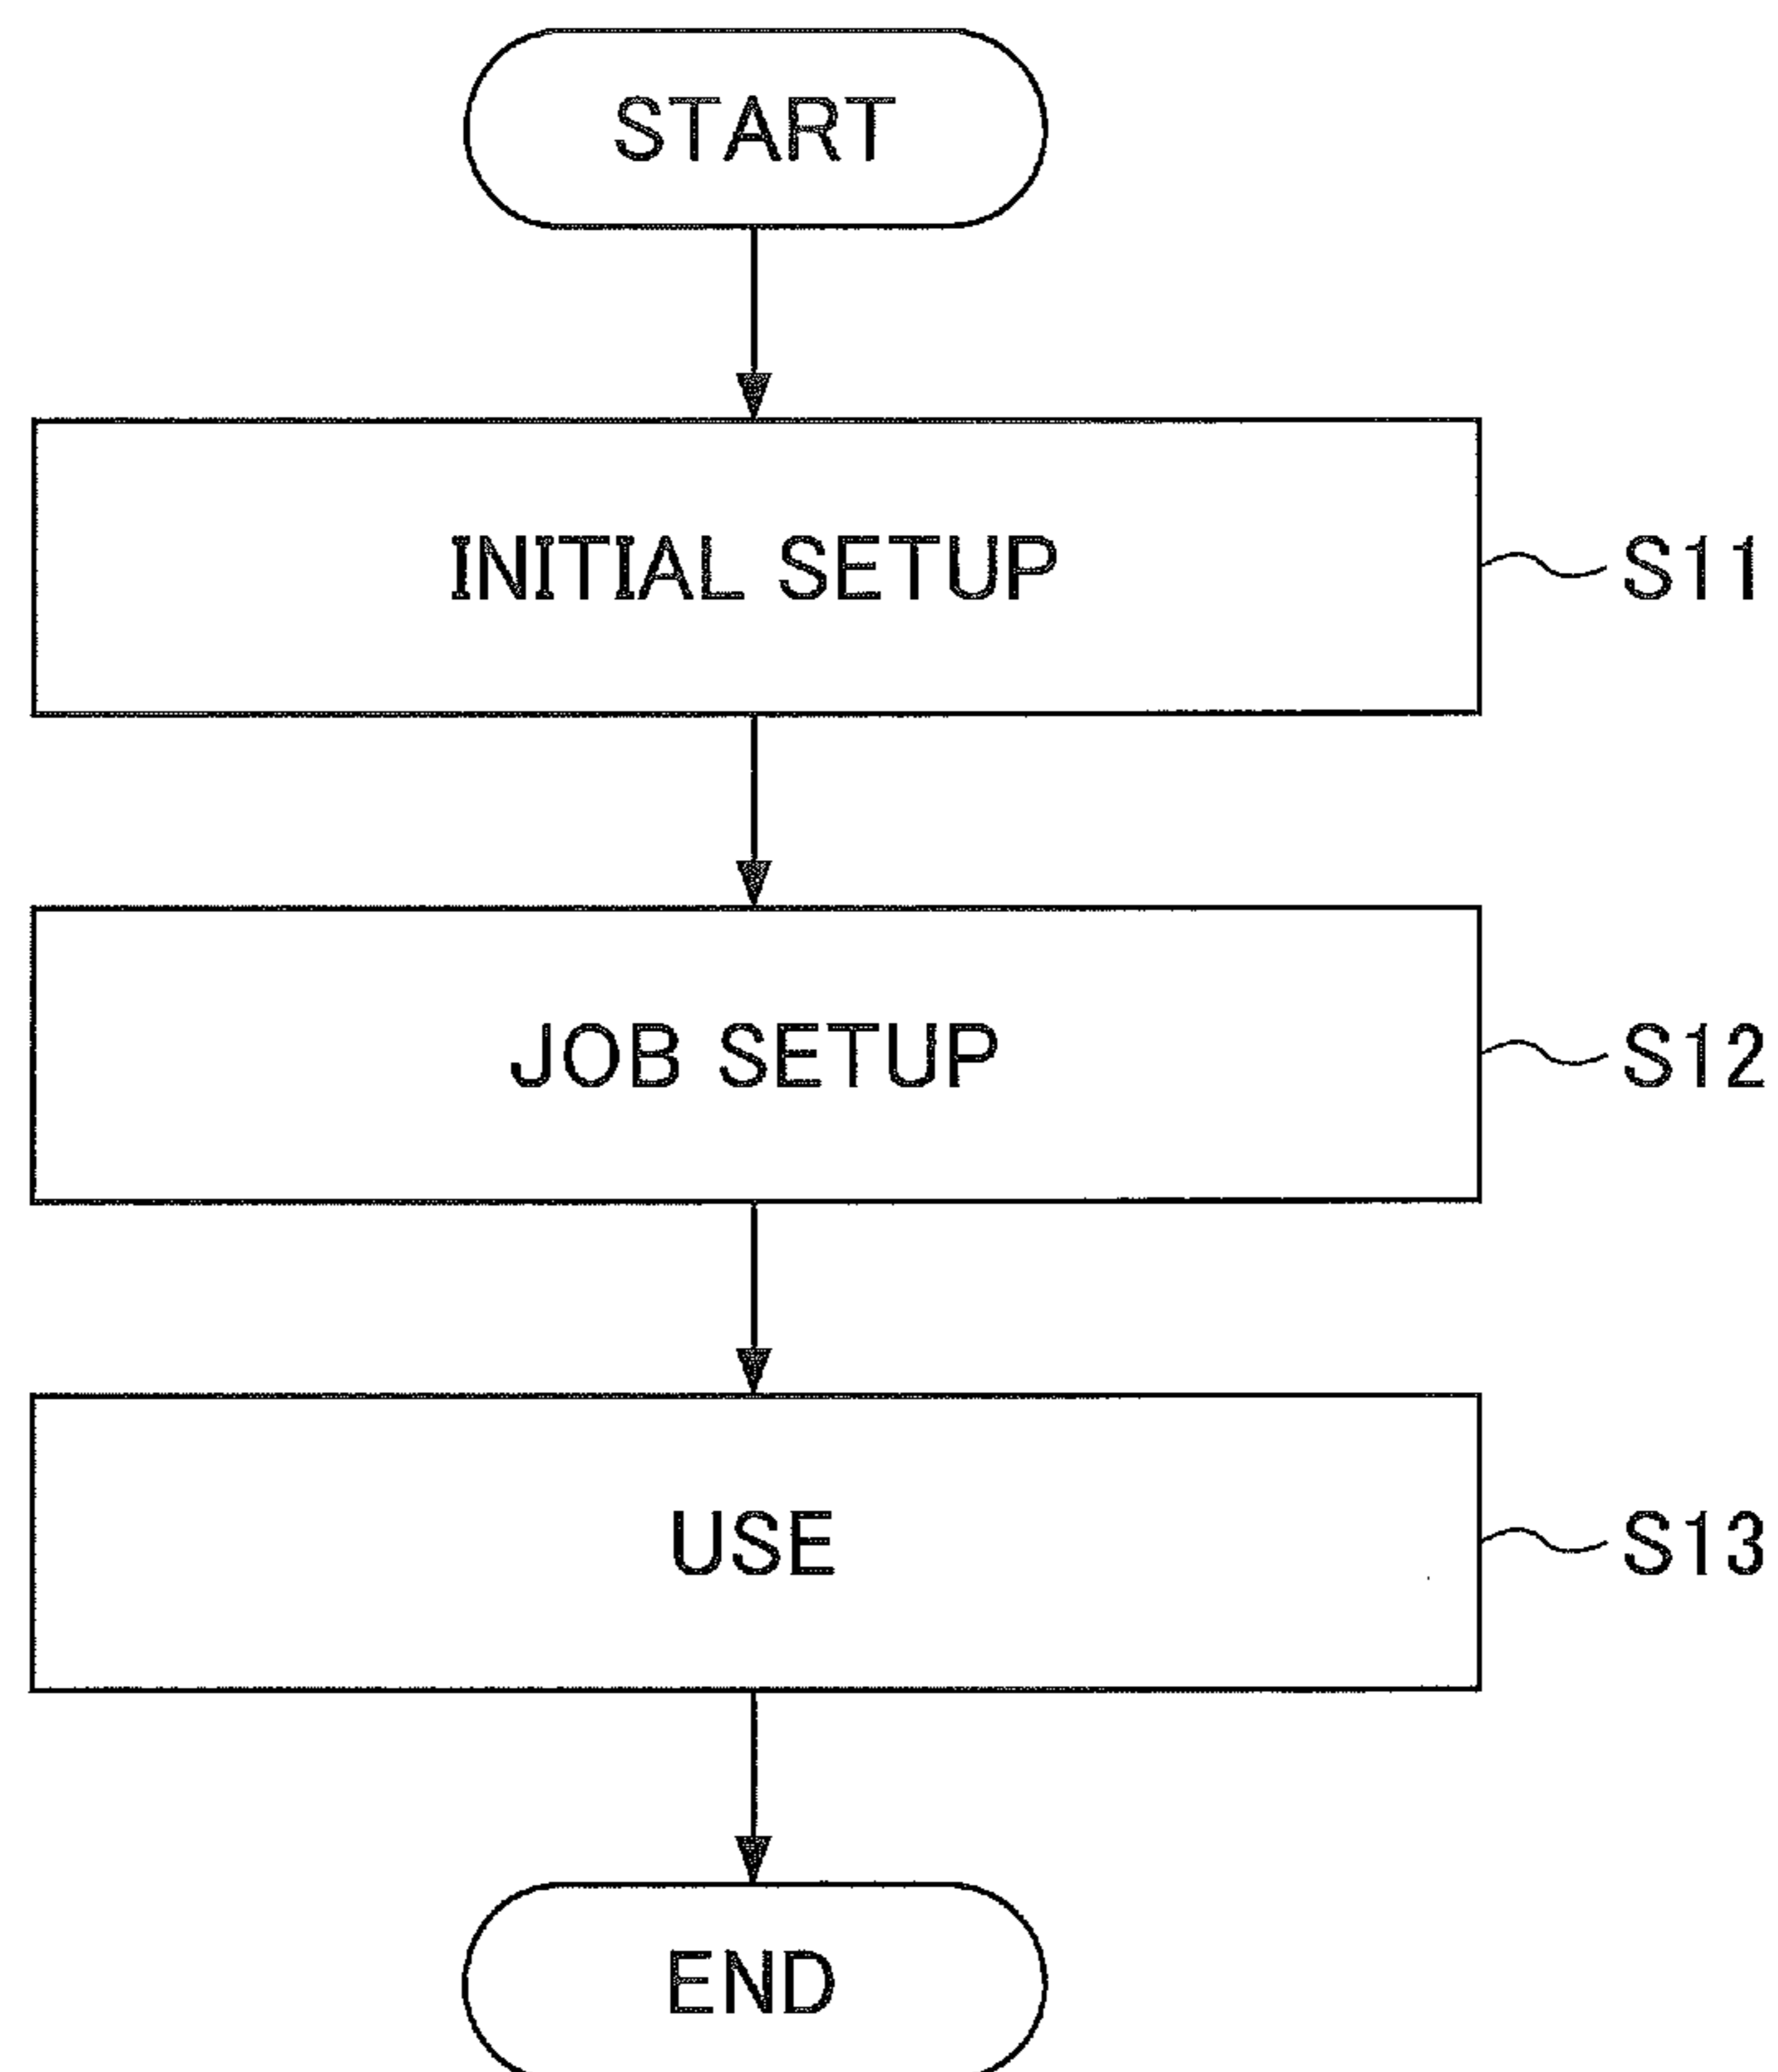 START
INITIAL SETUP
S11
JOB SETUP
S12
USE
S13
END